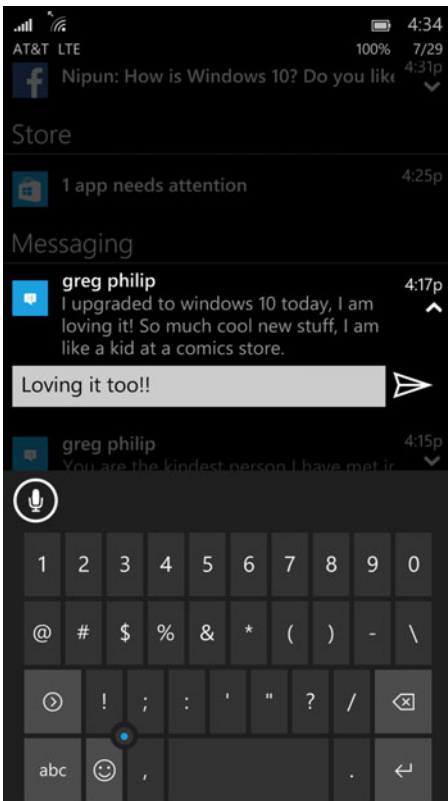 4:34
AT&T LTE 100% 7/29
Nipun: How is Windows 10? Do you like 4:31p
Store
1 app needs attention 4:25p
Messaging
greg philip 4:17p
I upgraded to windows 10 today, I am
loving it! So much cool new stuff, I am
like a kid at a comics store.
Loving it too!!
greg philip 4:15p
You are the kindest person I have met in
1 2 3 4 5 6 7 8 9 0
@ # $ % & * ( ) - \
! ; : ' " ? /
abc , .